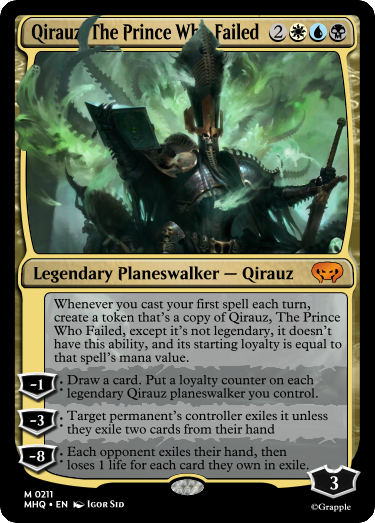 Qirauz, The Prince Who Failed 2
Legendary Planeswalker — Qirauz
Whenever you cast your first spell each turn,
create a token that's a copy of Qirauz, The Prince
Who Failed, except it's not legendary, it doesn't
have this ability, and its starting loyalty is equal to
that spell's mana value.
-1: Draw a card. Put a loyalty counter on each
legendary Qirauz planeswalker you control.
-3: Target permanent's controller exiles it unless
they exile two cards from their hand
-8: Each opponent exiles their hand, then
loses 1 life for each card they own in exile.
3
M 0211
MHQ • EN Igor Sid
©Grapple